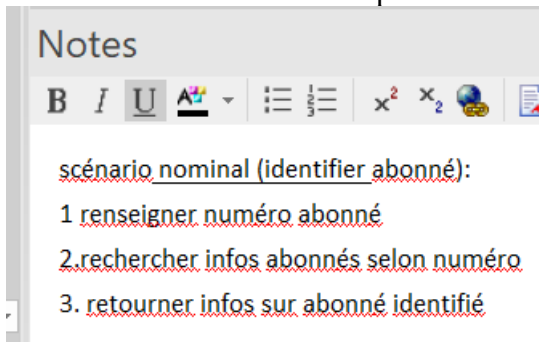 Notes
B I U A x² x₂
scénario nominal (identifier abonné):
1 renseigner numéro abonné
2.rechercher infos abonnés selon numéro
3. retourner infos sur abonné identifié